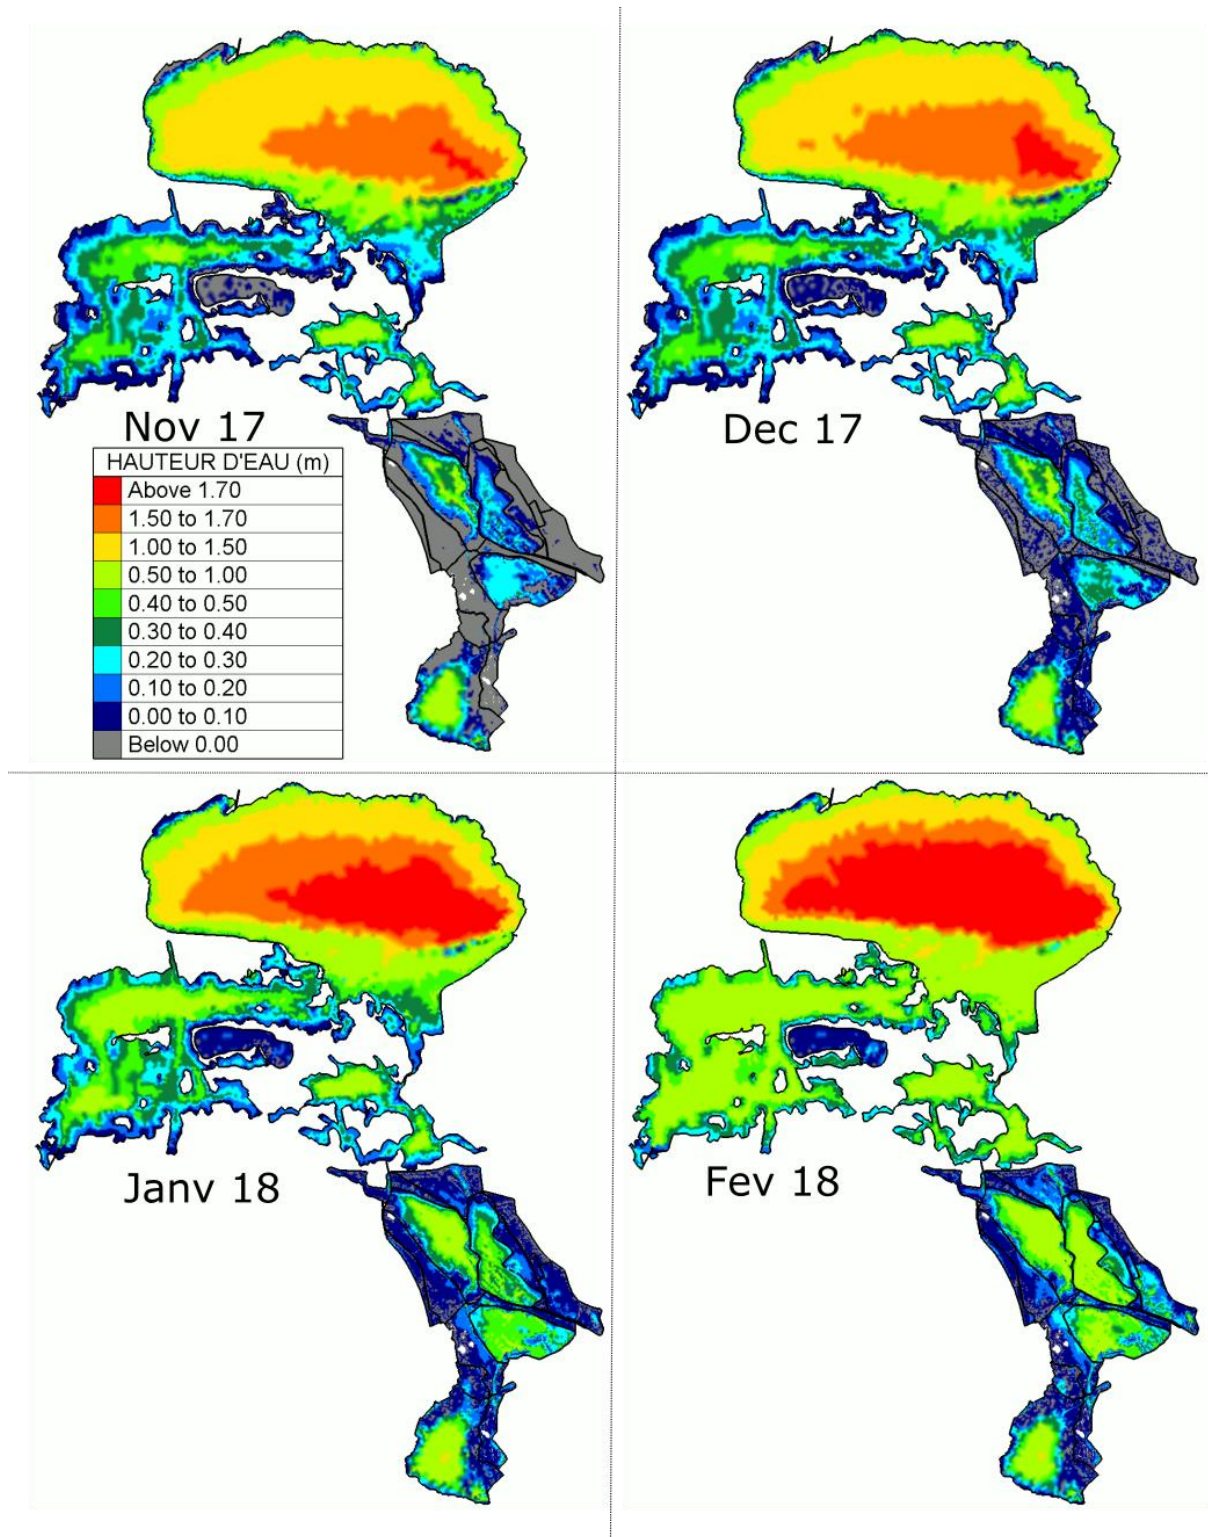 Nov 17
Dec 17
HAUTEUR D'EAU (m)
Above 1.70
1.50 to 1.70
1.00 to 1.50
0.50 to 1.00
0.40 to 0.50
0.30 to 0.40
0.20 to 0.30
0.10 to 0.20
0.00 to 0.10
Below 0.00
Janv 18
Fev 18